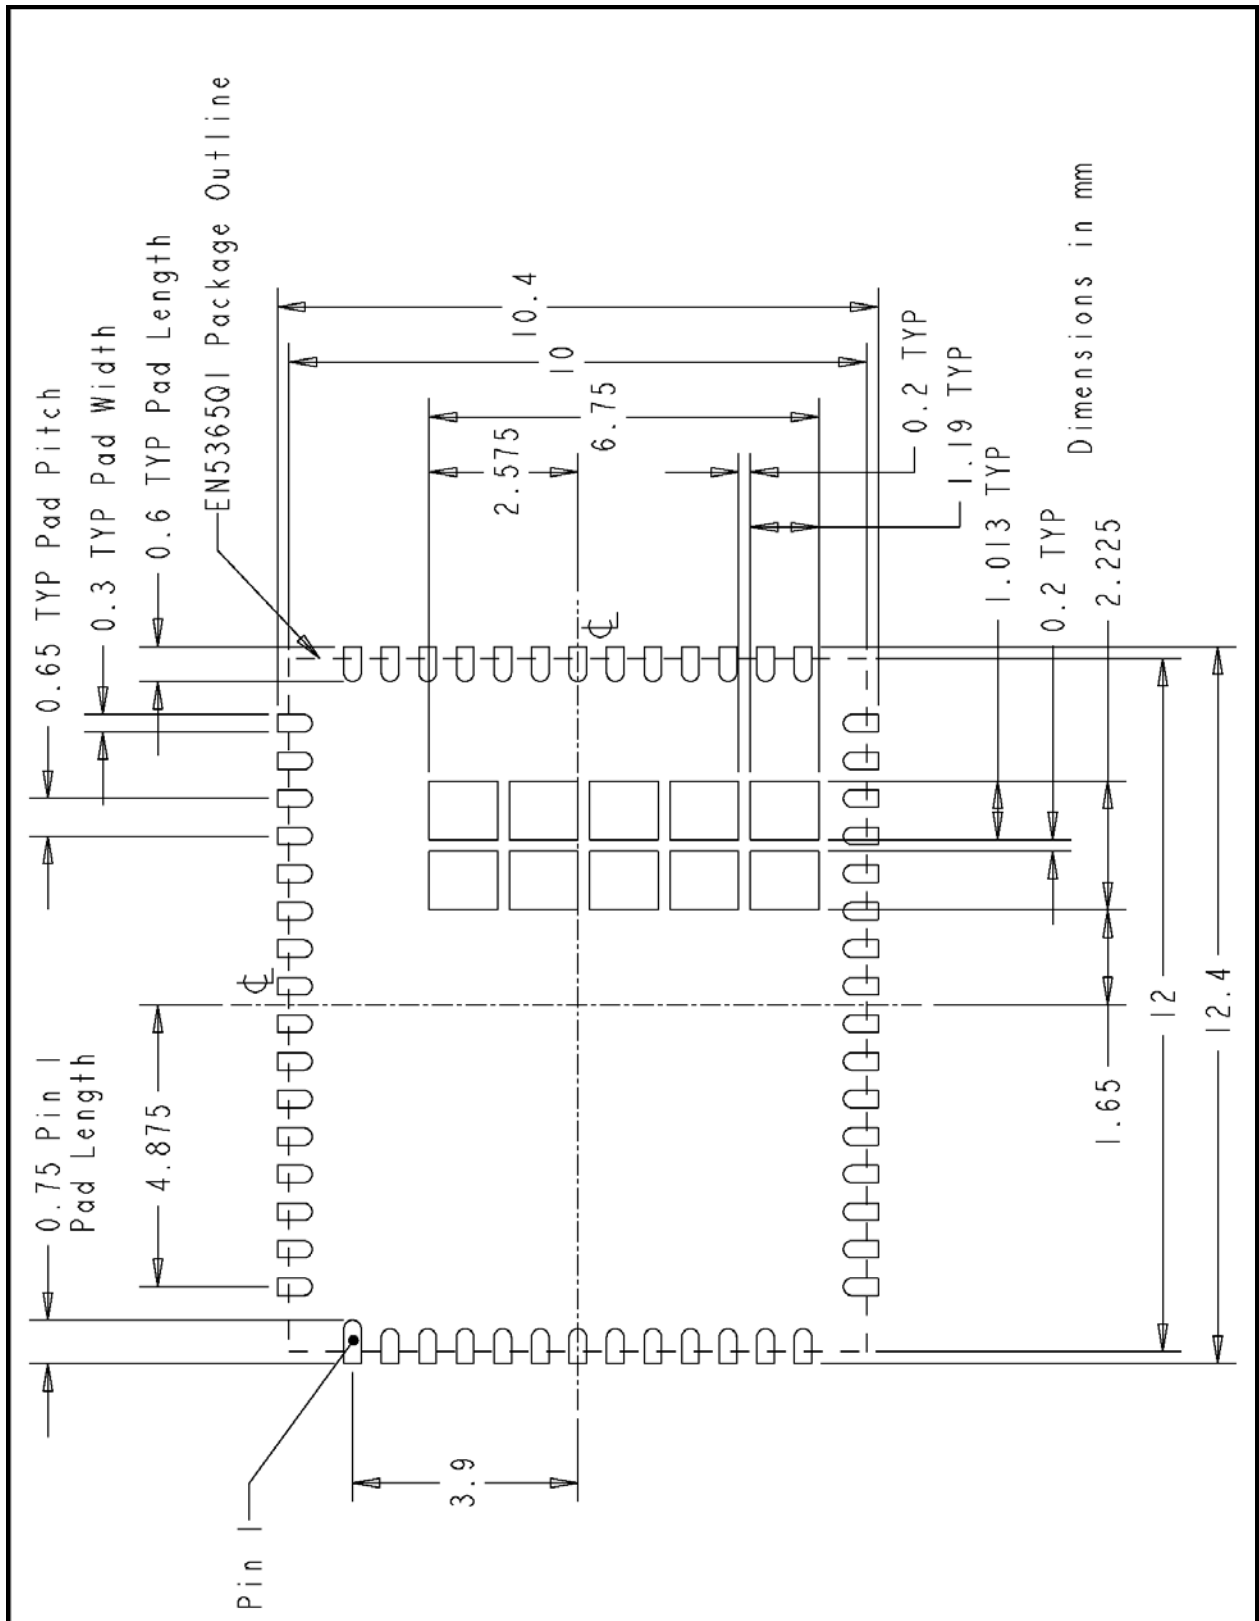 0.75 Pin 1
Pad Length
0.65 TYP Pad Pitch
0.3 TYP Pad Width
4.875
0.6 TYP Pad Length
EN5365QI Package Outline
Pin 1
℄
3.9
2.575
10.4
10
℄
6.75
0.2 TYP
1.19 TYP
1.013 TYP
0.2 TYP
Dimensions in mm
1.65
2.225
12
12.4